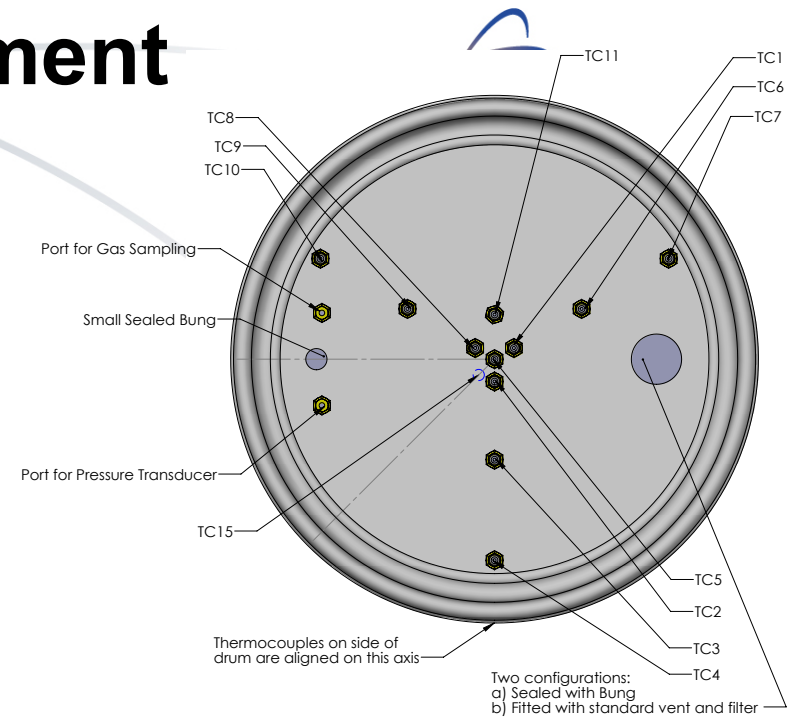 ment
TC11
TC1
TC6
TC7
TC8
TC9
TC10
Port for Gas Sampling
Small Sealed Bung
Port for Pressure Transducer
TC15
TC5
TC2
TC3
TC4
Thermocouples on side of
drum are aligned on this axis
Two configurations:
a) Sealed with Bung
b) Fitted with standard vent and filter